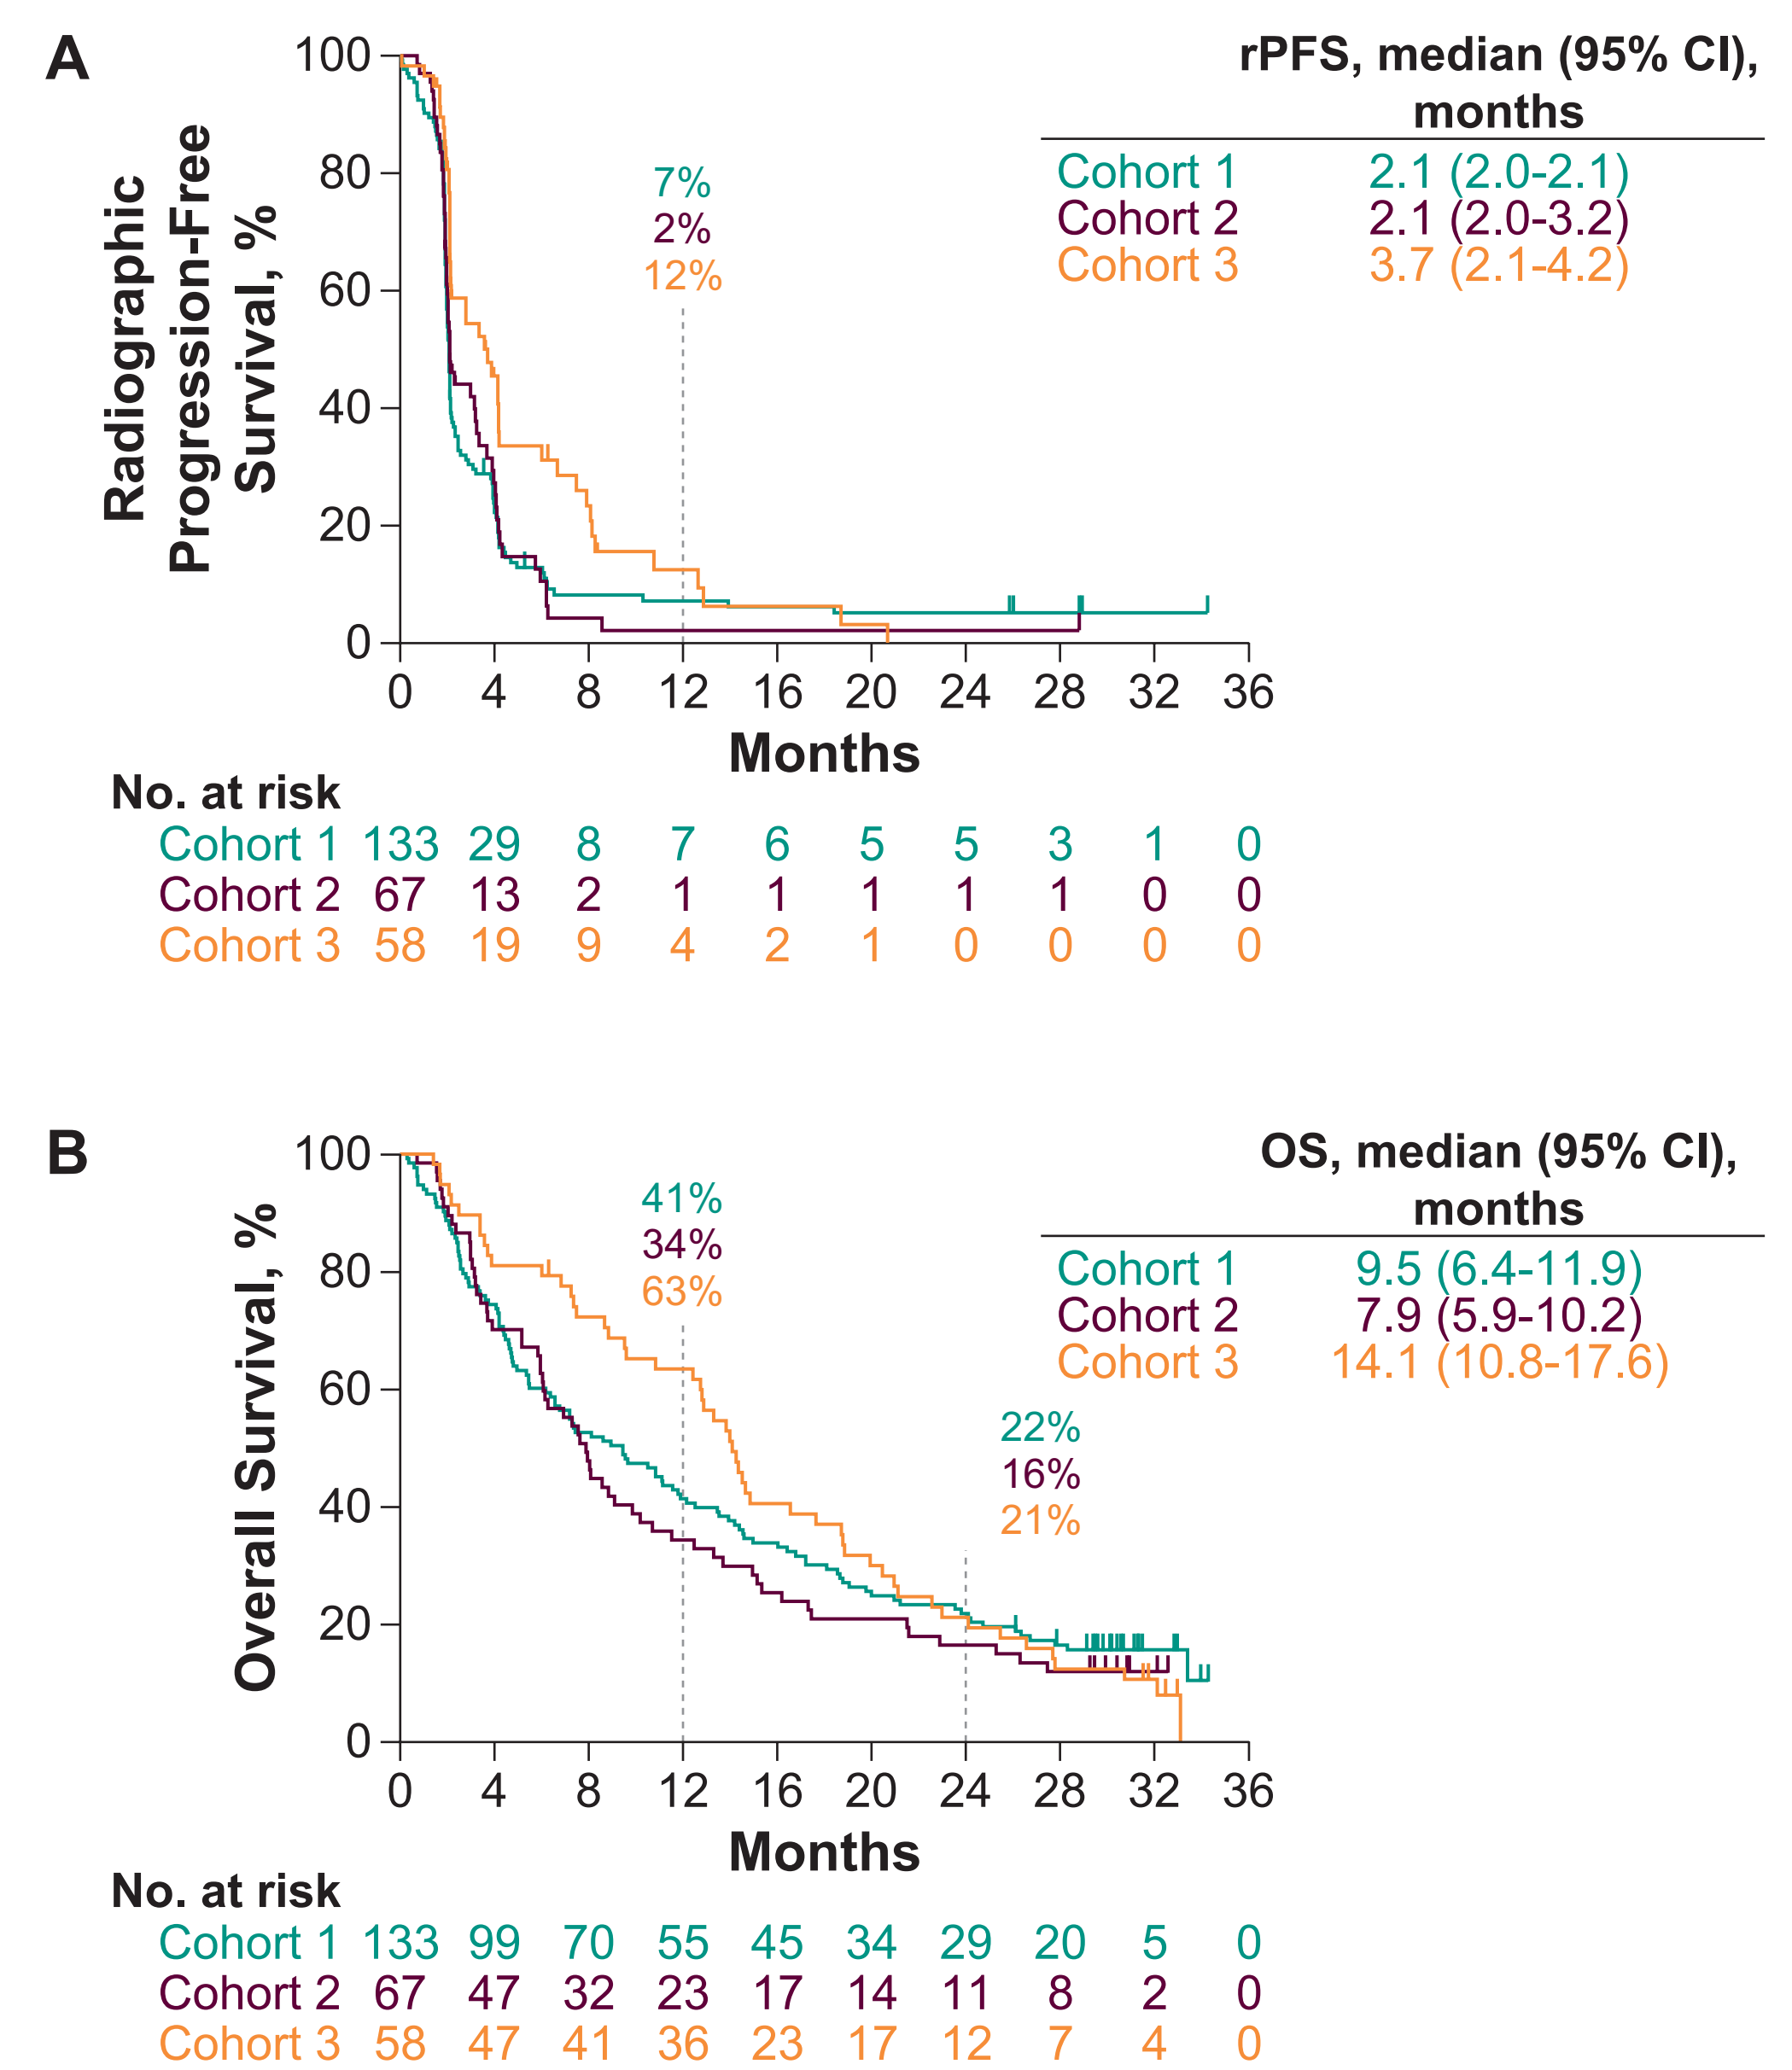 A
rPFS, median (95% CI),
months
Cohort 1 2.1 (2.0-2.1)
Cohort 2 2.1 (2.0-3.2)
Cohort 3 3.7 (2.1-4.2)
Radiographic
Progression-Free
Survival, %
100
80
60
40
20
0
7%
2%
12%
0 4 8 12 16 20 24 28 32 36
Months
No. at risk
Cohort 1 133 29 8 7 6 5 5 3 1 0
Cohort 2 67 13 2 1 1 1 1 1 0 0
Cohort 3 58 19 9 4 2 1 0 0 0 0
B
OS, median (95% CI),
months
Cohort 1 9.5 (6.4-11.9)
Cohort 2 7.9 (5.9-10.2)
Cohort 3 14.1 (10.8-17.6)
Overall Survival, %
100
80
60
40
20
0
41%
34%
63%
22%
16%
21%
0 4 8 12 16 20 24 28 32 36
Months
No. at risk
Cohort 1 133 99 70 55 45 34 29 20 5 0
Cohort 2 67 47 32 23 17 14 11 8 2 0
Cohort 3 58 47 41 36 23 17 12 7 4 0